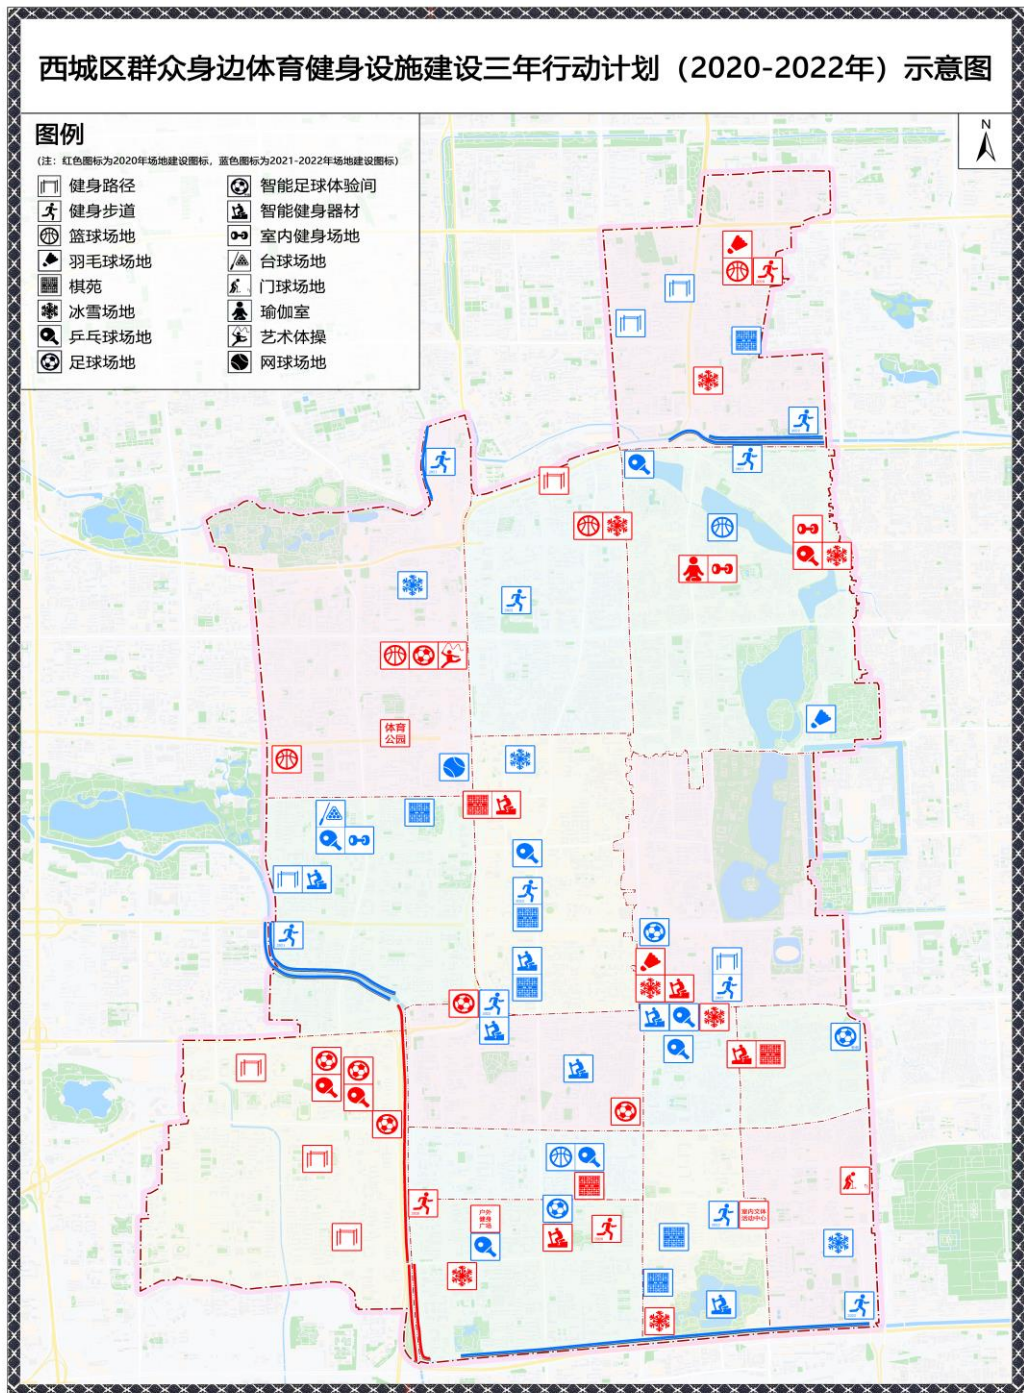 西城区群众身边体育健身设施建设三年行动计划（2020-2022年）示意图
N
图例
（注：红色图标为2020年场地建设图标，蓝色图标为2021-2022年场地建设图标）
健身路径
健身步道
篮球场地
羽毛球场地
棋苑
冰雪场地
乒乓球场地
足球场地
智能足球体验间
智能健身器材
室内健身场地
台球场地
门球场地
瑜伽室
艺术体操
网球场地
体育
公园
户外
健身
广场
室内文体
活动中心